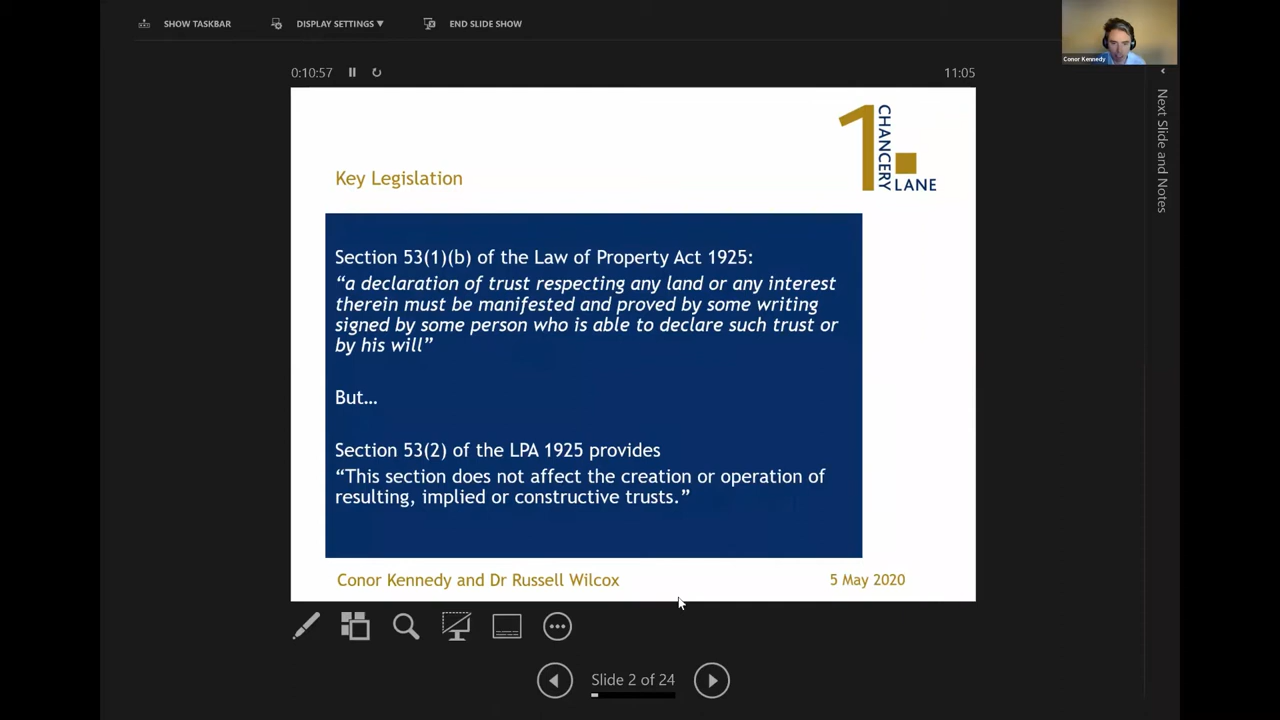 SHOW TASKBAR
DISPLAY SETTINGS ▼
END SLIDE SHOW
Conor Kennedy
0:10:57
11:05
Next Slide and Notes
1 CHANCERY LANE
Key Legislation
Section 53(1)(b) of the Law of Property Act 1925:
“a declaration of trust respecting any land or any interest
therein must be manifested and proved by some writing
signed by some person who is able to declare such trust or
by his will”
But…
Section 53(2) of the LPA 1925 provides
“This section does not affect the creation or operation of
resulting, implied or constructive trusts.”
Conor Kennedy and Dr Russell Wilcox
5 May 2020
Slide 2 of 24